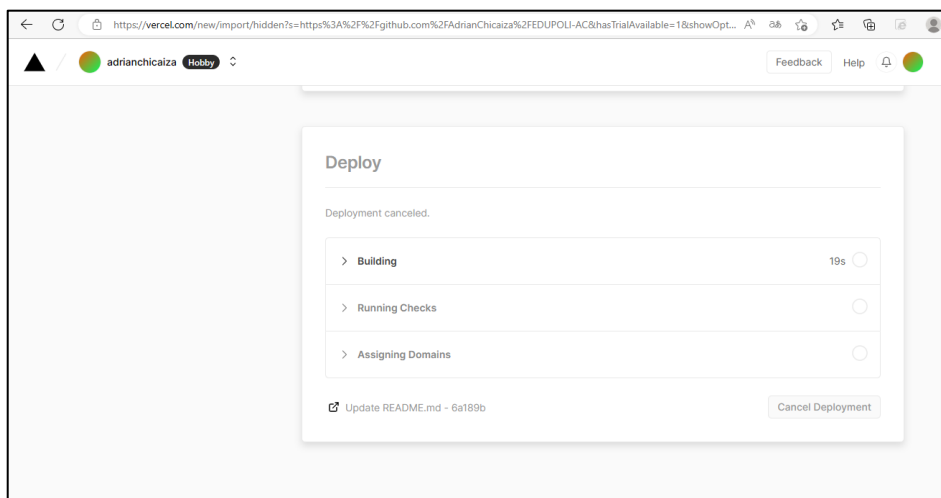 https://vercel.com/new/import/hidden?s=https%3A%2F%2Fgithub.com%2FAdrianChicaiza%2FEDUPOLI-AC&hasTrialAvailable=1&showOpt...
adrianchicaiza Hobby Feedback Help
Deploy
Deployment canceled.
Building 19s
Running Checks
Assigning Domains
Update README.md - 6a189b Cancel Deployment